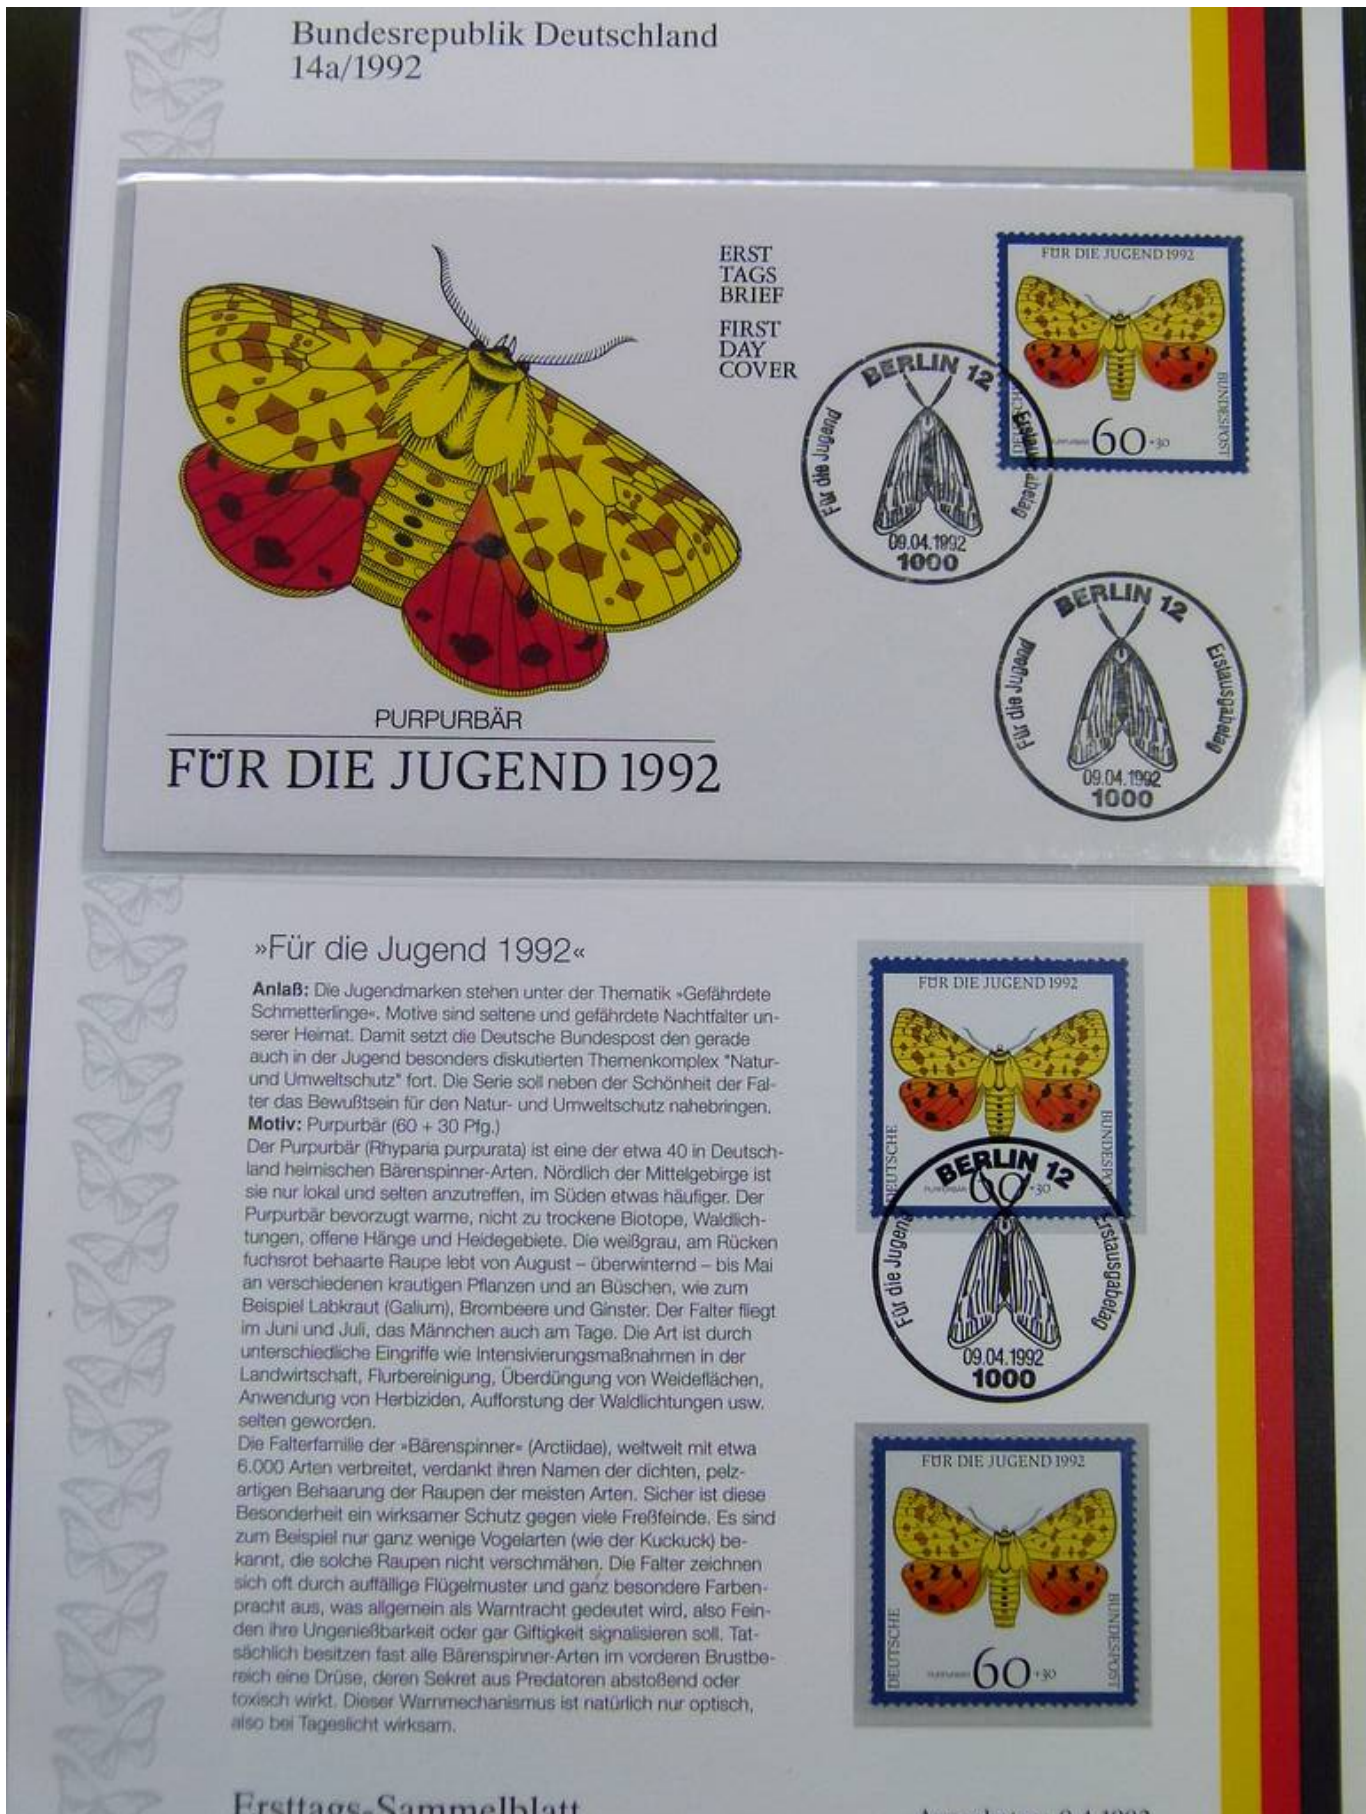 Bundesrepublik Deutschland
14a/1992
ERST
TAGS
BRIEF
FIRST
DAY
COVER
FÜR DIE JUGEND 1992
DEUTSCHE
BUNDESPOST
60 +30
BERLIN 12
Für die Jugend
Erstausgabetag
09.04.1992
1000
BERLIN 12
Für die Jugend
Erstausgabetag
09.04.1992
1000
PURPURBÄR
FÜR DIE JUGEND 1992
»Für die Jugend 1992«
Anlaß: Die Jugendmarken stehen unter der Thematik »Gefährdete
Schmetterlinge«. Motive sind seltene und gefährdete Nachtfalter un-
serer Heimat. Damit setzt die Deutsche Bundespost den gerade
auch in der Jugend besonders diskutierten Themenkomplex "Natur-
und Umweltschutz" fort. Die Serie soll neben der Schönheit der Fal-
ter das Bewußtsein für den Natur- und Umweltschutz nahebringen.
Motiv: Purpurbär (60 + 30 Pfg.)
Der Purpurbär (Rhyparia purpurata) ist eine der etwa 40 in Deutsch-
land heimischen Bärenspinner-Arten. Nördlich der Mittelgebirge ist
sie nur lokal und selten anzutreffen, im Süden etwas häufiger. Der
Purpurbär bevorzugt warme, nicht zu trockene Biotope, Waldlich-
tungen, offene Hänge und Heidegebiete. Die weißgrau, am Rücken
fuchsrot behaarte Raupe lebt von August – überwinternd – bis Mai
an verschiedenen krautigen Pflanzen und an Büschen, wie zum
Beispiel Labkraut (Galium), Brombeere und Ginster. Der Falter fliegt
im Juni und Juli, das Männchen auch am Tage. Die Art ist durch
unterschiedliche Eingriffe wie Intensivierungsmaßnahmen in der
Landwirtschaft, Flurbereinigung, Überdüngung von Weideflächen,
Anwendung von Herbiziden, Aufforstung der Waldlichtungen usw.
selten geworden.
Die Falterfamilie der »Bärenspinner« (Arctiidae), weltweit mit etwa
6.000 Arten verbreitet, verdankt ihren Namen der dichten, pelz-
artigen Behaarung der Raupen der meisten Arten. Sicher ist diese
Besonderheit ein wirksamer Schutz gegen viele Freßfeinde. Es sind
zum Beispiel nur ganz wenige Vogelarten (wie der Kuckuck) be-
kannt, die solche Raupen nicht verschmähen. Die Falter zeichnen
sich oft durch auffällige Flügelmuster und ganz besondere Farben-
pracht aus, was allgemein als Warntracht gedeutet wird, also Fein-
den ihre Ungenießbarkeit oder gar Giftigkeit signalisieren soll. Tat-
sächlich besitzen fast alle Bärenspinner-Arten im vorderen Brustbe-
reich eine Drüse, deren Sekret aus Predatoren abstoßend oder
toxisch wirkt. Dieser Warnmechanismus ist natürlich nur optisch,
also bei Tageslicht wirksam.
FÜR DIE JUGEND 1992
DEUTSCHE
BUNDESPOST
60 +30
BERLIN 12
Für die Jugend
Erstausgabetag
09.04.1992
1000
FÜR DIE JUGEND 1992
DEUTSCHE
BUNDESPOST
60 +30
Ersttags-Sammelblatt